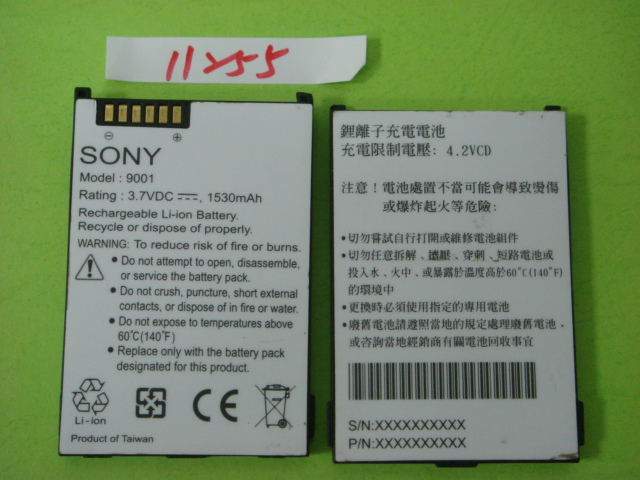 11255
SONY
Model : 9001
Rating : 3.7VDC ⎓, 1530mAh
Rechargeable Li-ion Battery.
Recycle or dispose of properly.
WARNING: To reduce risk of fire or burns.
• Do not attempt to open, disassemble,
or service the battery pack.
• Do not crush, puncture, short external
contacts, or dispose of in fire or water.
• Do not expose to temperatures above
60°C(140°F)
• Replace only with the battery pack
designated for this product.
Li-ion
CE
Product of Taiwan
鋰離子充電電池
充電限制電壓: 4.2VCD
注意！電池處置不當可能會導致燙傷
或爆炸起火等危險:
• 切勿嘗試自行打開或維修電池組件
• 切勿任意拆解、擠壓、穿刺、短路電池或
投入水、火中、或暴露於溫度高於60°C(140°F)
的環境中
• 更換時必須使用指定的專用電池
• 廢舊電池請遵照當地的規定處理廢舊電池,
或咨詢當地經銷商有關電池回收事宜
S/N:XXXXXXXXXX
P/N:XXXXXXXXXX